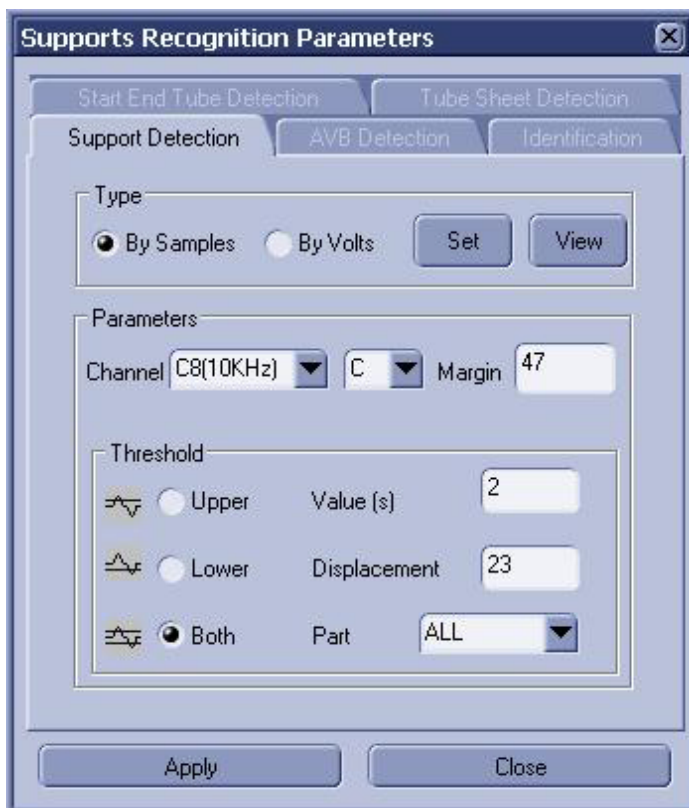 Supports Recognition Parameters
Start End Tube Detection Tube Sheet Detection
Support Detection AVB Detection Identification
Type
By Samples By Volts Set View
Parameters
Channel C8(10KHz) C Margin 47
Threshold
Upper Value (s) 2
Lower Displacement 23
Both Part ALL
Apply Close